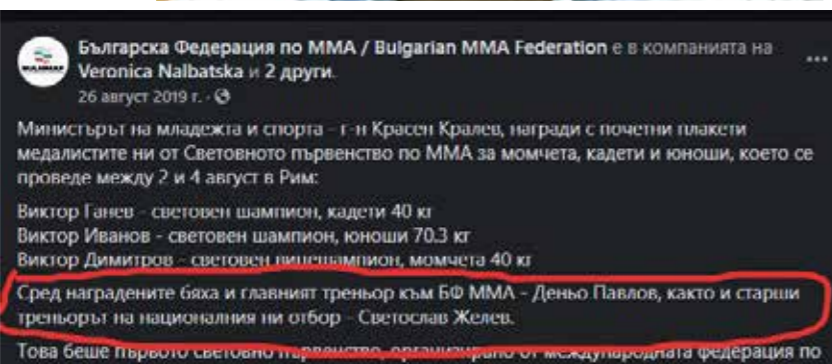 Българска Федерация по ММА / Bulgarian MMA Federation е в компанията на
Veronica Nalbatska и 2 други.
26 август 2019 г. ·
Министърът на младежта и спорта - г-н Красен Кралев, награди с почетни плакети
медалистите ни от Световното първенство по ММА за момчета, кадети и юноши, което се
проведе между 2 и 4 август в Рим:
Виктор Ганев - световен шампион, кадети 40 кг
Виктор Иванов - световен шампион, юноши 70.3 кг
Виктор Димитров - световен вицешампион, момчета 40 кг
Сред наградените бяха и главният треньор към БФ ММА - Деньо Павлов, както и старши
треньорът на националния ни отбор - Светослав Желев.
Това беше първото световно първенство, организирано от международната федерация по